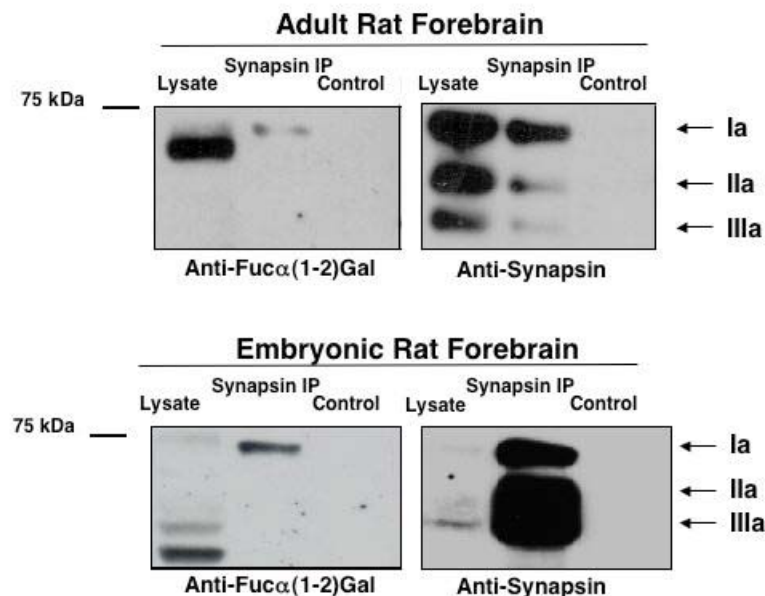 Adult Rat Forebrain
Synapsin IP
Lysate Control
Synapsin IP
Lysate Control
75 kDa
Ia
IIa
IIIa
Anti-Fucα(1-2)Gal
Anti-Synapsin
Embryonic Rat Forebrain
Synapsin IP
Lysate Control
Synapsin IP
Lysate Control
75 kDa
Ia
IIa
IIIa
Anti-Fucα(1-2)Gal
Anti-Synapsin